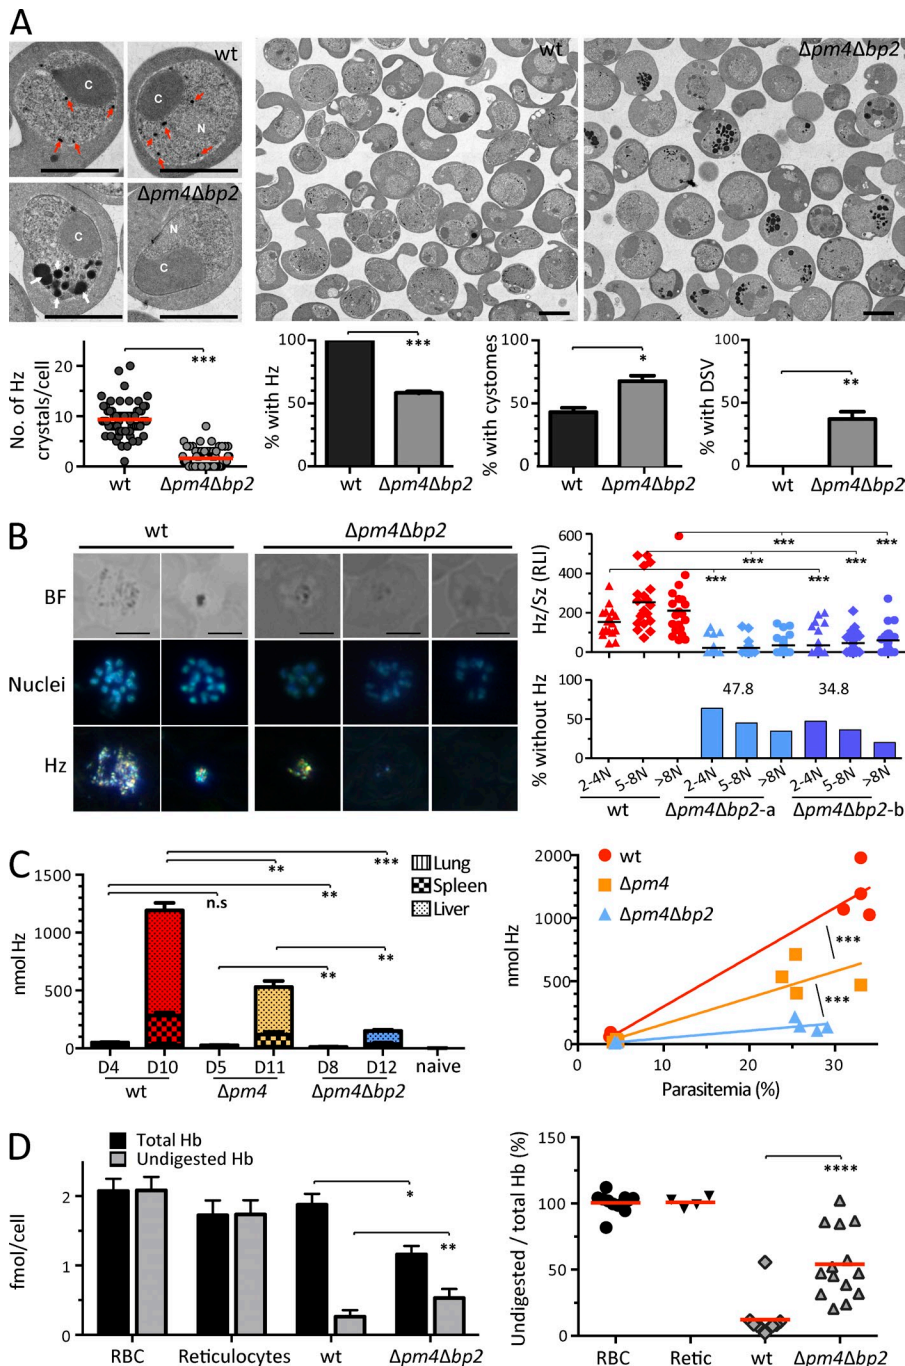 A
wt
C
C
N
Δpm4Δbp2
C
N
C
wt
Δpm4Δbp2
No. of Hz
crystals/cell
20
10
0
***
wt
Δpm4Δbp2
% with Hz
100
50
0
***
wt
Δpm4Δbp2
% with cystomes
100
50
0
*
wt
Δpm4Δbp2
% with DSV
100
50
0
**
wt
Δpm4Δbp2
B
wt
Δpm4Δbp2
BF
Nuclei
Hz
Hz/Sz (RLI)
600
400
200
0
***
***
***
***
***
***
% without Hz
100
50
0
47.8
34.8
2-4N
5-8N
>8N
2-4N
5-8N
>8N
2-4N
5-8N
>8N
wt
Δpm4Δbp2-a
Δpm4Δbp2-b
C
nmol Hz
1500
1000
500
0
**
***
n.s
**
**
**
Lung
Spleen
Liver
D4
D10
D5
D11
D8
D12
naive
wt
Δpm4
Δpm4Δbp2
nmol Hz
2000
1000
500
0
wt
Δpm4
Δpm4Δbp2
***
***
0
10
20
30
Parasitemia (%)
D
Total Hb
Undigested Hb
fmol/cell
2
1
0
*
**
RBC
Reticulocytes
wt
Δpm4Δbp2
Undigested / total Hb (%)
150
100
50
0
****
RBC
Retic
wt
Δpm4Δbp2